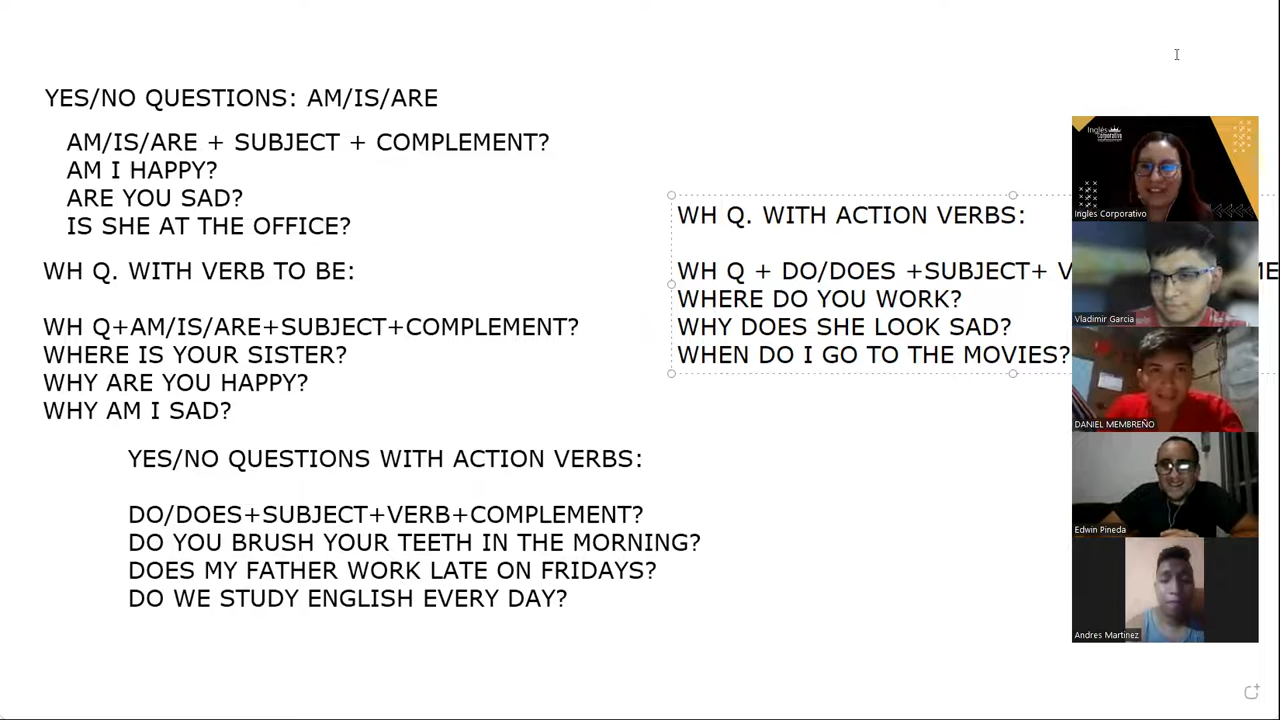 YES/NO QUESTIONS: AM/IS/ARE
AM/IS/ARE + SUBJECT + COMPLEMENT?
AM I HAPPY?
ARE YOU SAD?
IS SHE AT THE OFFICE?
WH Q. WITH VERB TO BE:
WH Q+AM/IS/ARE+SUBJECT+COMPLEMENT?
WHERE IS YOUR SISTER?
WHY ARE YOU HAPPY?
WHY AM I SAD?
YES/NO QUESTIONS WITH ACTION VERBS:
DO/DOES+SUBJECT+VERB+COMPLEMENT?
DO YOU BRUSH YOUR TEETH IN THE MORNING?
DOES MY FATHER WORK LATE ON FRIDAYS?
DO WE STUDY ENGLISH EVERY DAY?
WH Q. WITH ACTION VERBS:
WH Q + DO/DOES +SUBJECT+
WHERE DO YOU WORK?
WHY DOES SHE LOOK SAD?
WHEN DO I GO TO THE MOVIES?
Inglés
Corporativo
Ingles Corporativo
Vladimir Garcia
DANIEL MEMBREÑO
Edwin Pineda
Andres Martinez